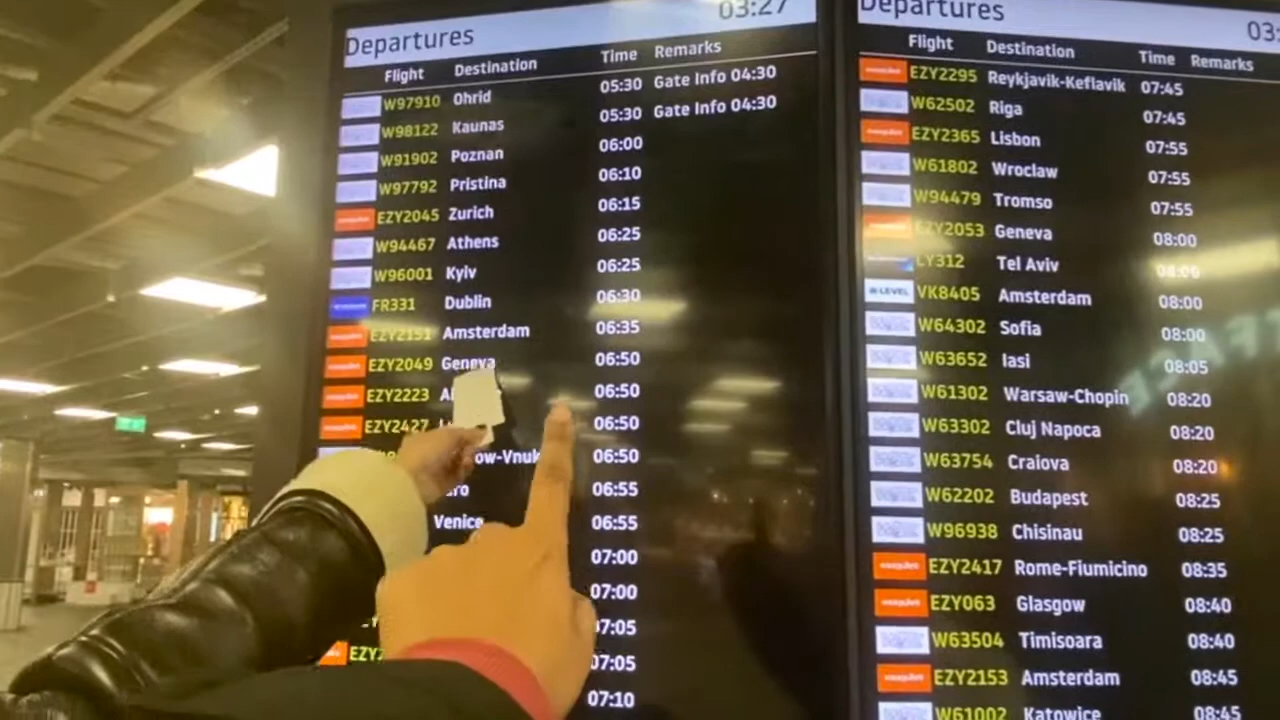 Departures 03:27
Flight Destination Time Remarks
W97910 Ohrid 05:30 Gate Info 04:30
W98122 Kaunas 05:30 Gate Info 04:30
W91902 Poznan 06:00
W97792 Pristina 06:10
EZY2045 Zurich 06:15
W94467 Athens 06:25
W96001 Kyiv 06:25
FR331 Dublin 06:30
EZY2151 Amsterdam 06:35
EZY2049 Geneva 06:50
EZY2223 06:50
EZY2427 06:50
06:50
06:55
Venice 06:55
07:00
07:00
07:05
07:05
07:10
Departures
Flight Destination Time Remarks
easyJet EZY2295 Reykjavik-Keflavik 07:45
W62502 Riga 07:45
easyJet EZY2365 Lisbon 07:55
W61802 Wroclaw 07:55
W94479 Tromso 07:55
EZY2053 Geneva 08:00
LY312 Tel Aviv 08:00
VK8405 Amsterdam 08:00
W64302 Sofia 08:00
W63652 Iasi 08:05
W61302 Warsaw-Chopin 08:20
W63302 Cluj Napoca 08:20
W63754 Craiova 08:20
W62202 Budapest 08:25
W96938 Chisinau 08:25
easyJet EZY2417 Rome-Fiumicino 08:35
easyJet EZY063 Glasgow 08:40
W63504 Timisoara 08:40
easyJet EZY2153 Amsterdam 08:45
W61002 Katowice 08:45